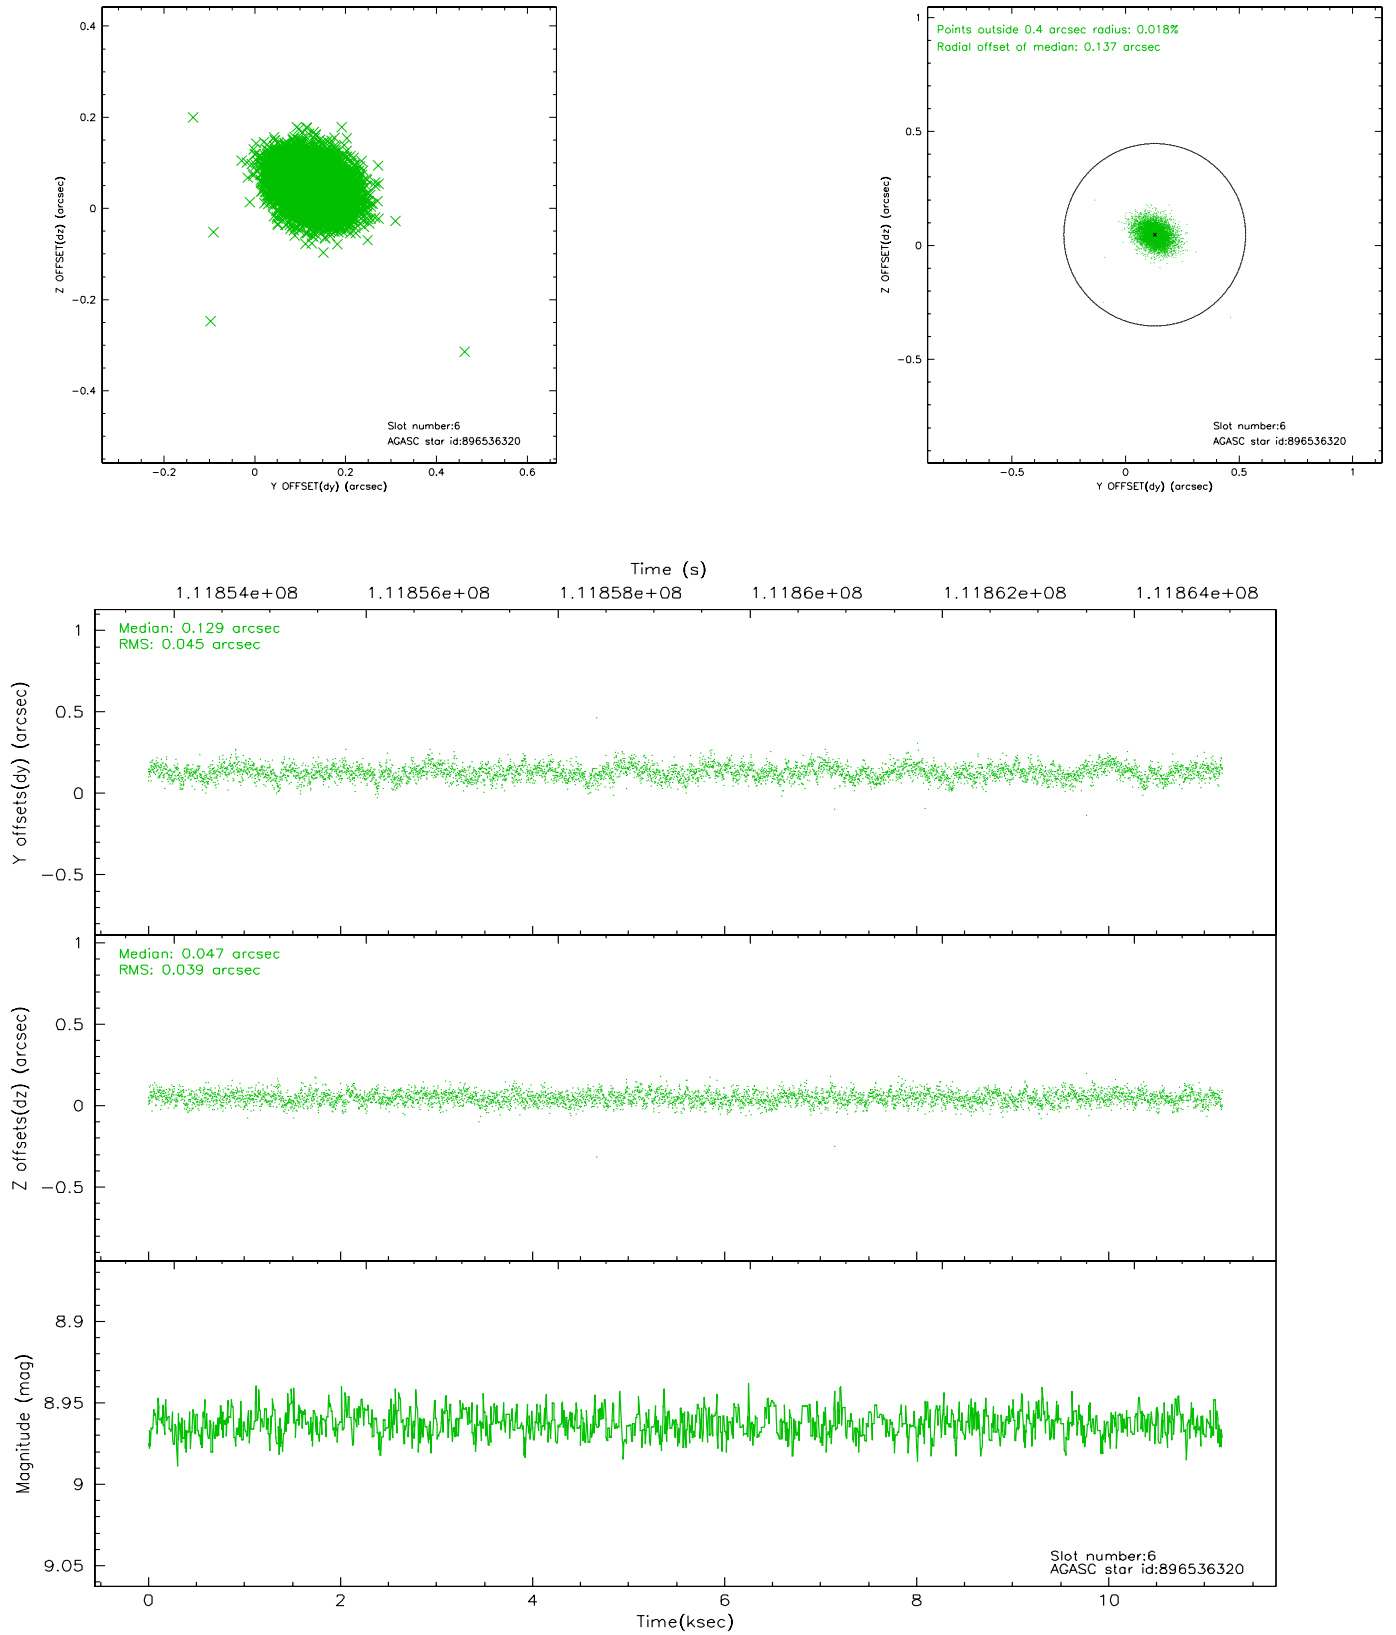 0.4
0.2
0
−0.2
−0.4
Z OFFSET(dz) (arcsec)
Slot number:6
AGASC star id:896536320
−0.2 0 0.2 0.4 0.6
Y OFFSET(dy) (arcsec)
Points outside 0.4 arcsec radius: 0.018%
Radial offset of median: 0.137 arcsec
1
0.5
0
−0.5
Z OFFSET(dz) (arcsec)
Slot number:6
AGASC star id:896536320
−0.5 0 0.5 1
Y OFFSET(dy) (arcsec)
Time (s)
1.11854e+08 1.11856e+08 1.11858e+08 1.1186e+08 1.11862e+08 1.11864e+08
Median: 0.129 arcsec
RMS: 0.045 arcsec
1
0.5
0
−0.5
Y offsets(dy) (arcsec)
Median: 0.047 arcsec
RMS: 0.039 arcsec
1
0.5
0
−0.5
Z offsets(dz) (arcsec)
8.9
8.95
9
9.05
Magnitude (mag)
Slot number:6
AGASC star id:896536320
0 2 4 6 8 10
Time(ksec)